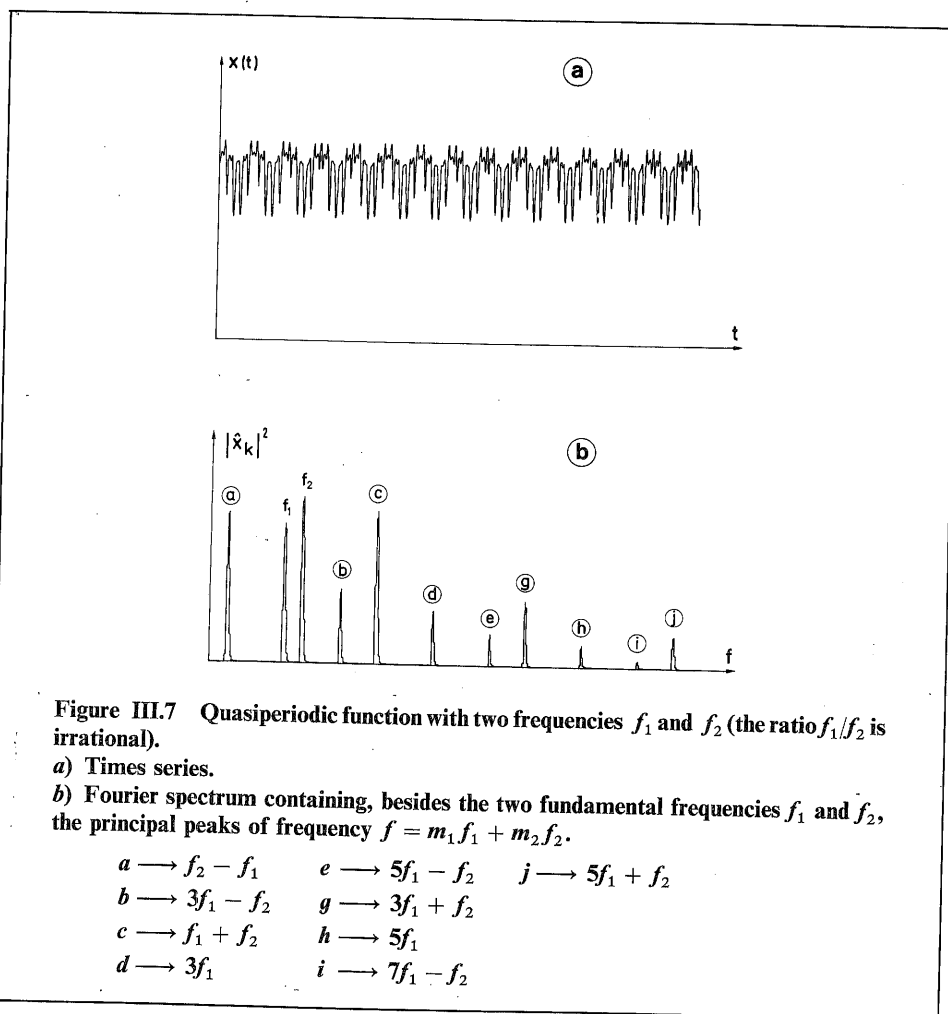 x(t)
a
t
|x̂ₖ|²
b
a
f₁
f₂
b
c
d
e
g
h
i
j
f
Figure III.7 Quasiperiodic function with two frequencies f₁ and f₂ (the ratio f₁/f₂ is
irrational).
a) Times series.
b) Fourier spectrum containing, besides the two fundamental frequencies f₁ and f₂,
the principal peaks of frequency f = m₁f₁ + m₂f₂.
a ⟶ f₂ − f₁ e ⟶ 5f₁ − f₂ j ⟶ 5f₁ + f₂
b ⟶ 3f₁ − f₂ g ⟶ 3f₁ + f₂
c ⟶ f₁ + f₂ h ⟶ 5f₁
d ⟶ 3f₁ i ⟶ 7f₁ − f₂